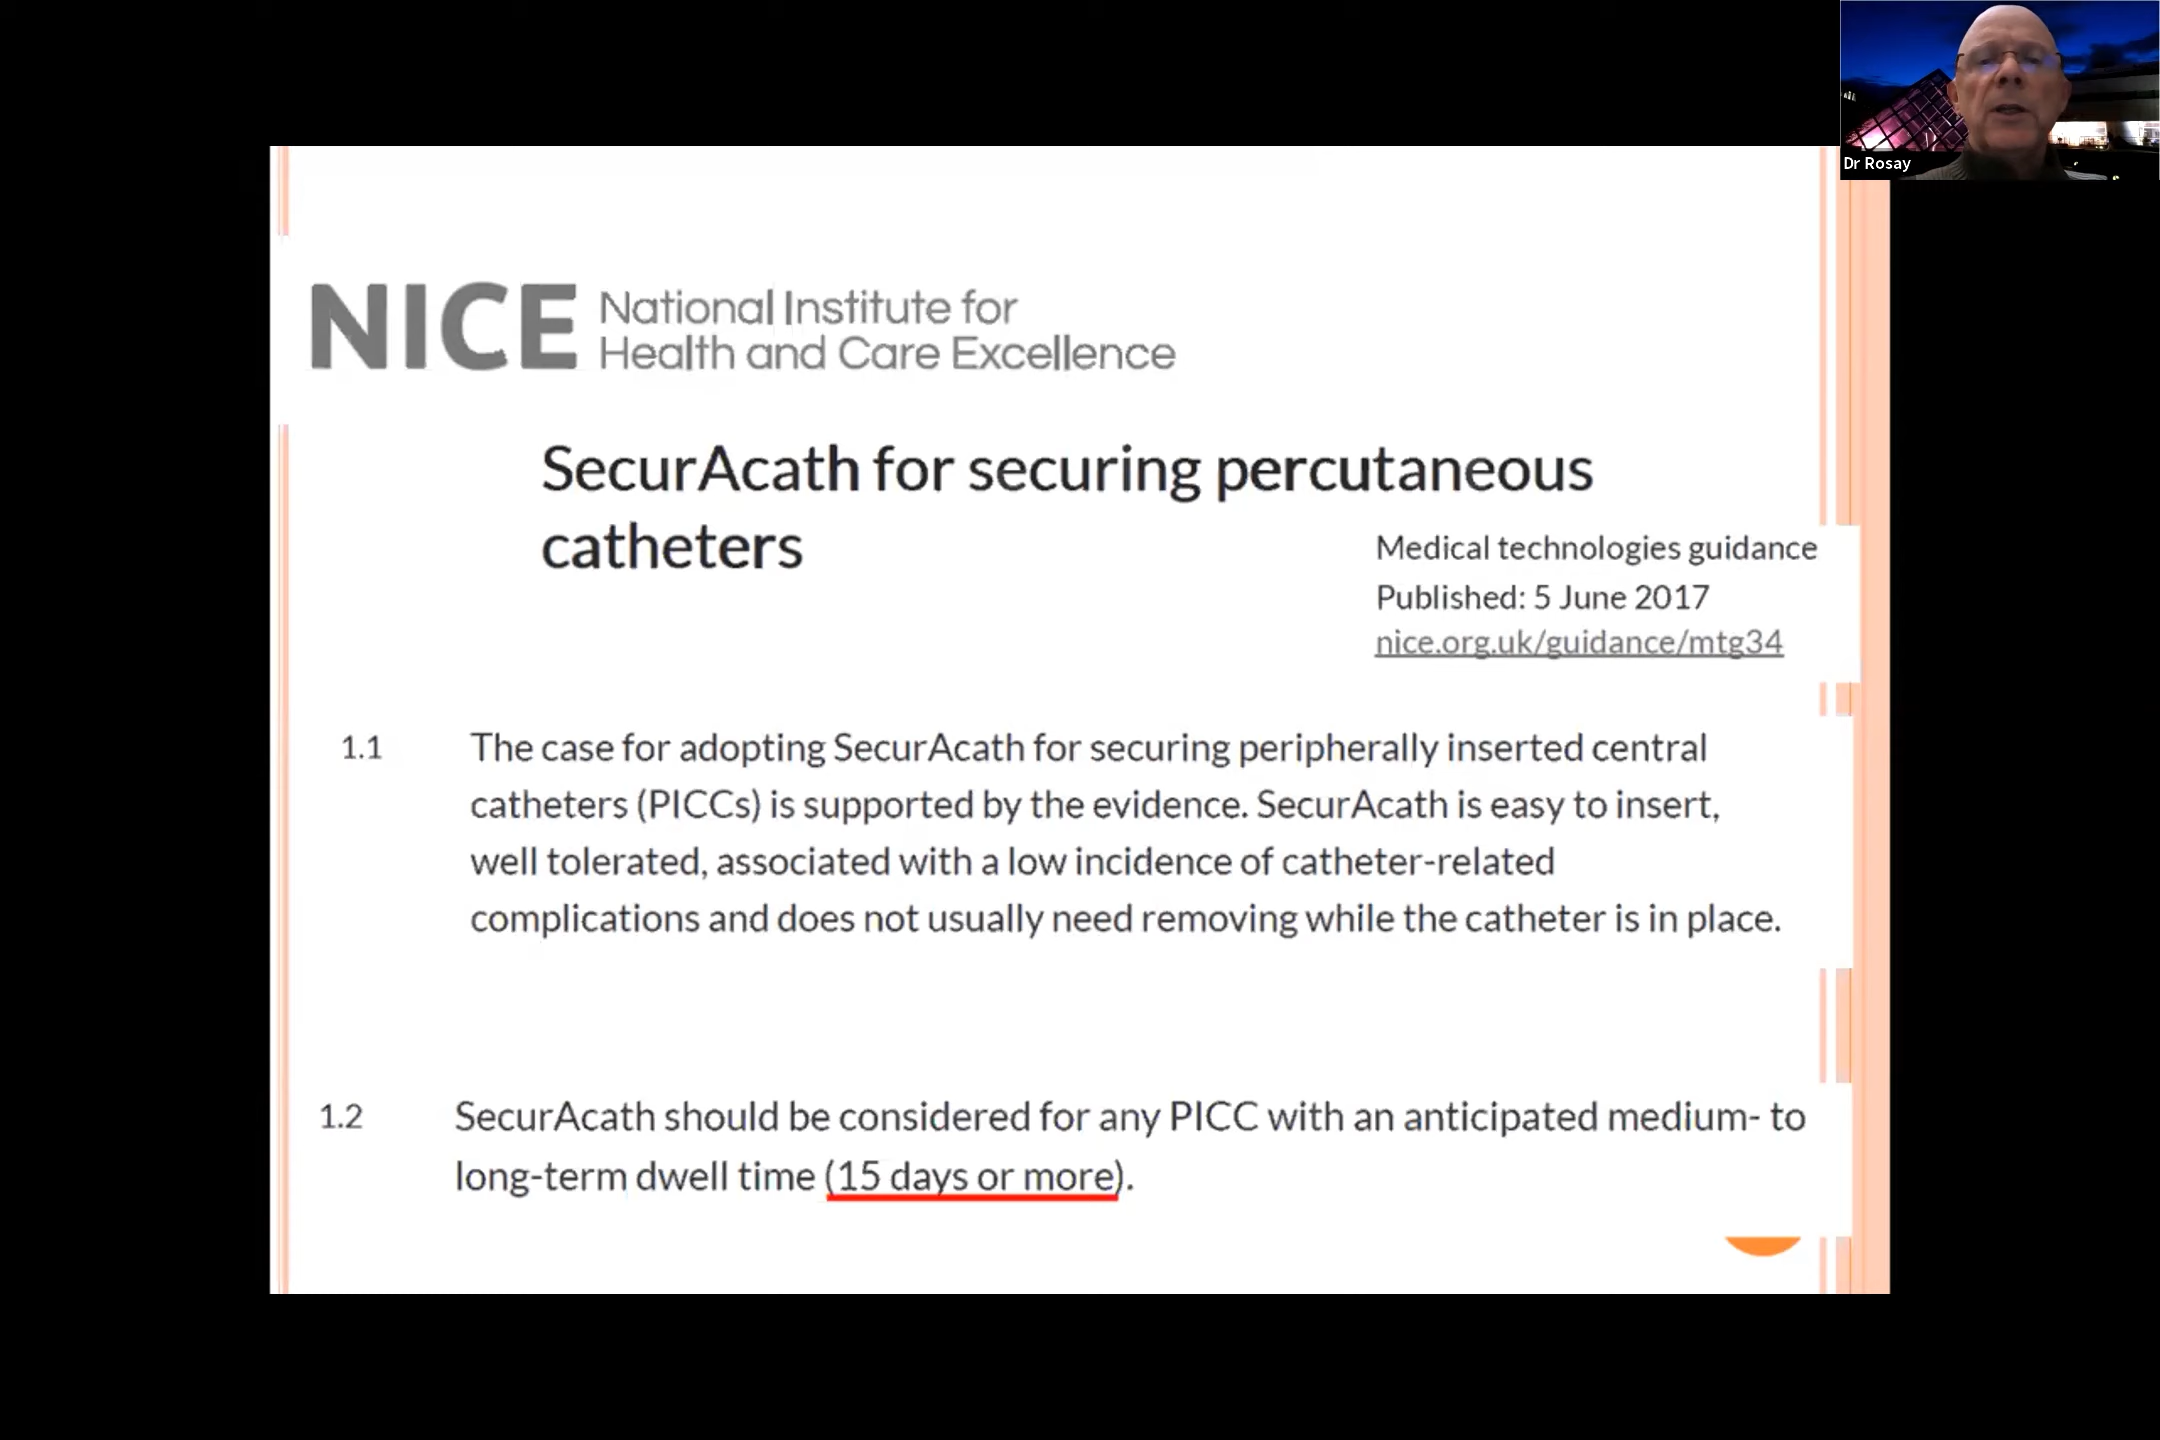 Dr Rosay
NICE National Institute for
Health and Care Excellence
SecurAcath for securing percutaneous
catheters
Medical technologies guidance
Published: 5 June 2017
nice.org.uk/guidance/mtg34
1.1 The case for adopting SecurAcath for securing peripherally inserted central
catheters (PICCs) is supported by the evidence. SecurAcath is easy to insert,
well tolerated, associated with a low incidence of catheter-related
complications and does not usually need removing while the catheter is in place.
1.2 SecurAcath should be considered for any PICC with an anticipated medium- to
long-term dwell time (15 days or more).